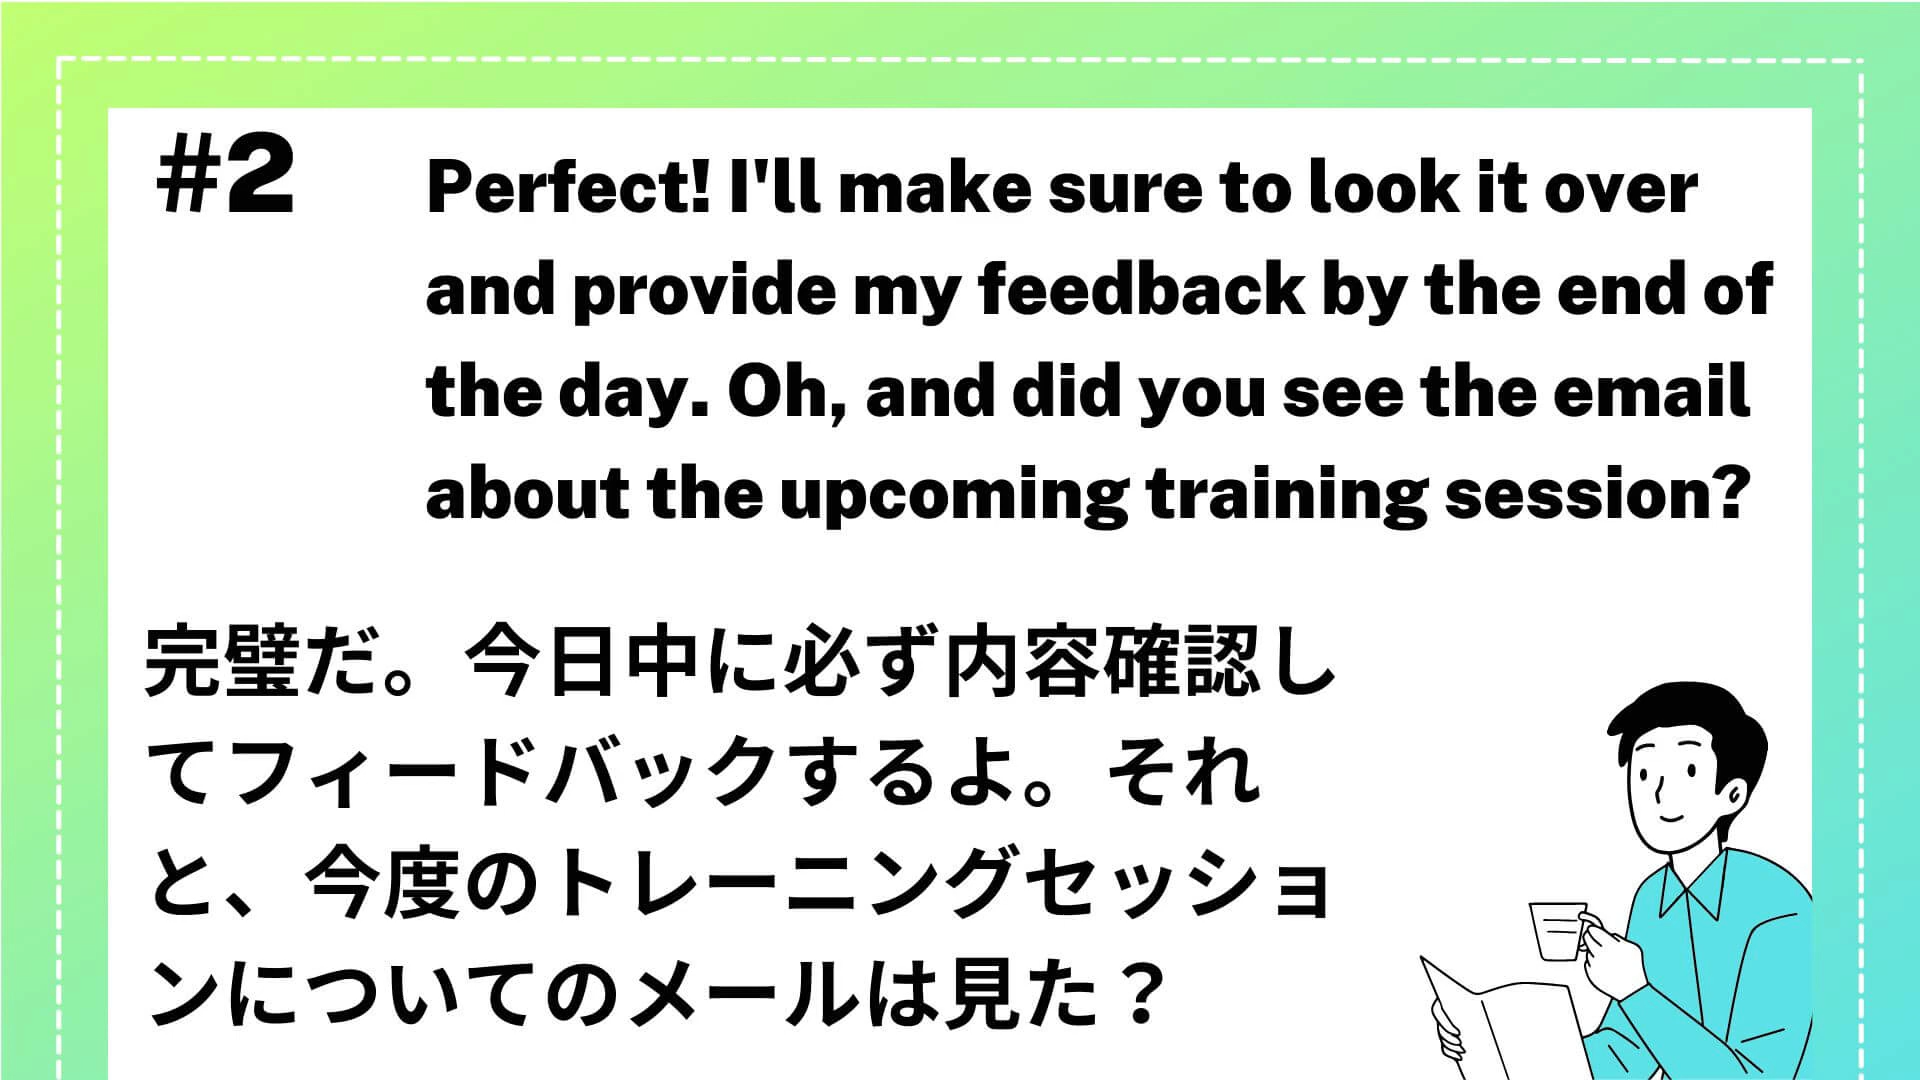 #2
Perfect! I'll make sure to look it over
and provide my feedback by the end of
the day. Oh, and did you see the email
about the upcoming training session?
完璧だ。今日中に必ず内容確認し
てフィードバックするよ。それ
と、今度のトレーニングセッショ
ンについてのメールは見た？